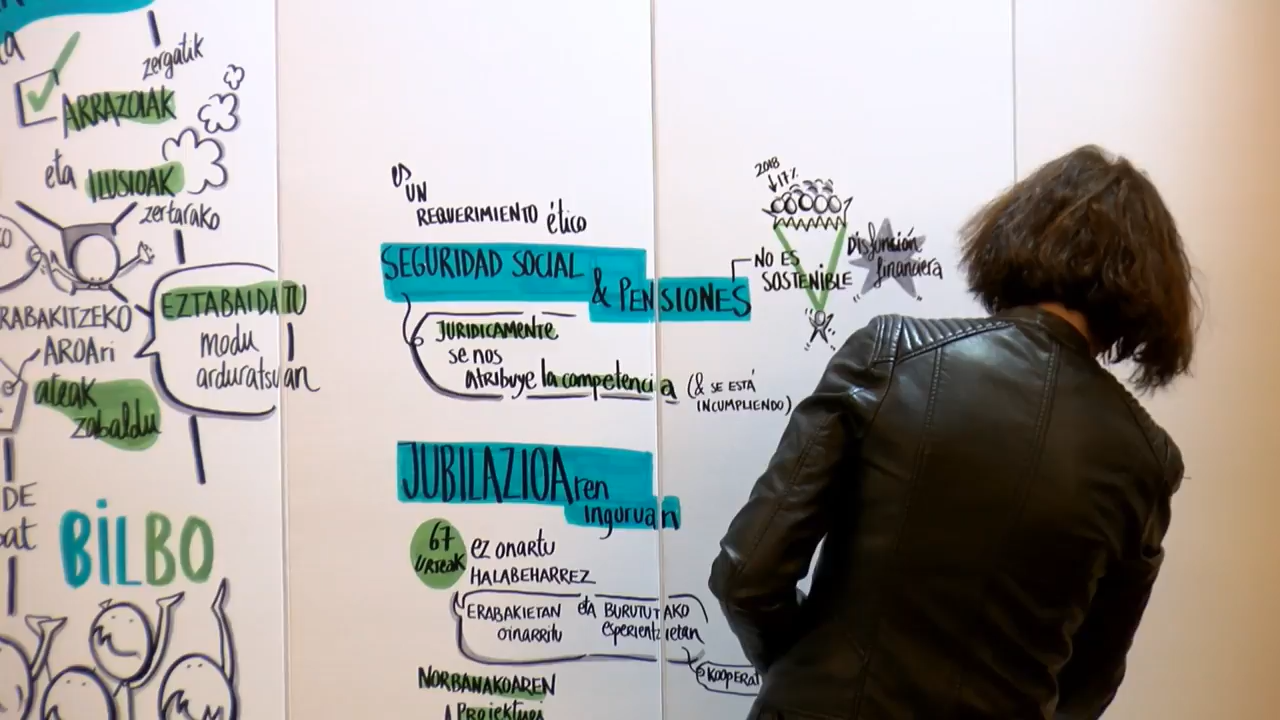 zergatik
ARRAZOIAK
eta ILUSIOAK
zertarako
ERABAKITZEKO
AROAri
ateak
zabaldu
EZTABAIDATU
modu
arduratsuan
DE
BiLBO
es
UN
REQUERIMIENTO ético
SEGURIDAD SOCIAL
& PENSIONES
JURIDICAMENTE
se nos
atribuye la competencia (& SE ESTÁ
INCUMPLIENDO)
2018
↓17%
NO ES
SOSTENIBLE
Disfunción
financiera
JUBILAZIOAren
inguruan
67
URTEAK
ez onartu
HALABEHARREZ
ERABAKIETAN eta BURUTUTAKO
oinarritu esperientzietan
KOOPERAT
NORBANAKOAREN
PROIEKTUA